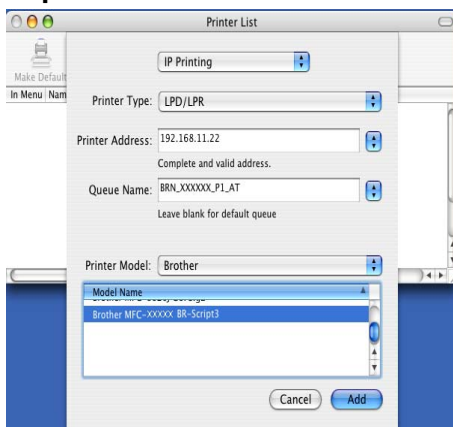 Printer List
IP Printing
Make Default
In Menu Nam
Printer Type: LPD/LPR
Printer Address: 192.168.11.22
Complete and valid address.
Queue Name: BRN_XXXXXX_P1_AT
Leave blank for default queue
Printer Model: Brother
Model Name
Brother MFC-XXXXX BR-Script3
Cancel Add